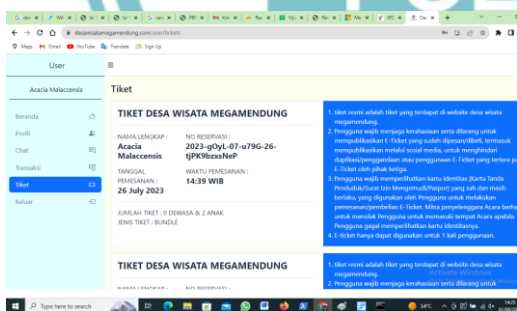 desawisatamegamendung.com/user/tickets
Maps
Gmail
YouTube
Translate
Sign Up
User
Acacia Malaccensis
Beranda
Profil
Chat
Transaksi
Tiket
Keluar
Tiket
TIKET DESA WISATA MEGAMENDUNG
NAMA LENGKAP :
Acacia
Malaccensis
NO RESERVASI :
2023-gOyL-07-u79G-26-
tjPK9bzxsNeP
TANGGAL
PEMESANAN :
26 July 2023
WAKTU PEMESANAN :
14:39 WIB
JUMLAH TIKET : 0 DEWASA & 2 ANAK
JENIS TIKET : BUNDLE
1. tiket resmi adalah tiket yang terdapat di website desa wisata
megamendung.
2. Pengguna wajib menjaga kerahasiaan serta dilarang untuk
mempublikasikan E-Ticket yang sudah dipesan/dibeli, termasuk
mempublikasikan melalui sosial media, untuk menghindari
duplikasi/penggandaan atau penggunaan E-Ticket yang tertera pa
E-Ticket oleh pihak ketiga.
3. Pengguna wajib memperlihatkan kartu identitas (Kartu Tanda
Penduduk/Surat Izin Mengemudi/Paspor) yang sah dan masih
berlaku, yang digunakan oleh Pengguna untuk melakukan
pemesanan/pembelian E-Ticket. Mitra penyelenggara Acara berha
untuk menolak Pengguna untuk memasuki tempat Acara apabila
Pengguna gagal memperlihatkan kartu identitasnya.
4. E-ticket hanya dapat digunakan untuk 1 kali penggunaan.
TIKET DESA WISATA MEGAMENDUNG
NAMA LENGKAP :
NO RESERVASI :
1. tiket resmi adalah tiket yang terdapat di website desa wisata
megamendung.
2. Pengguna wajib menjaga kerahasiaan serta dilarang untuk
Activate Windows
Type here to search
34°C
14:25